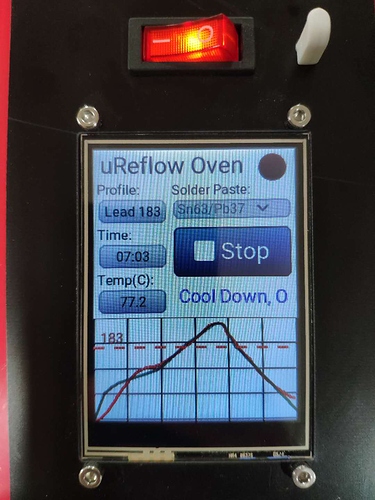 uReflow Oven
Profile:
Solder Paste:
Lead 183
Sn63/Pb37
Time:
07:03
Stop
Temp(C):
77.2
Cool Down, O
183